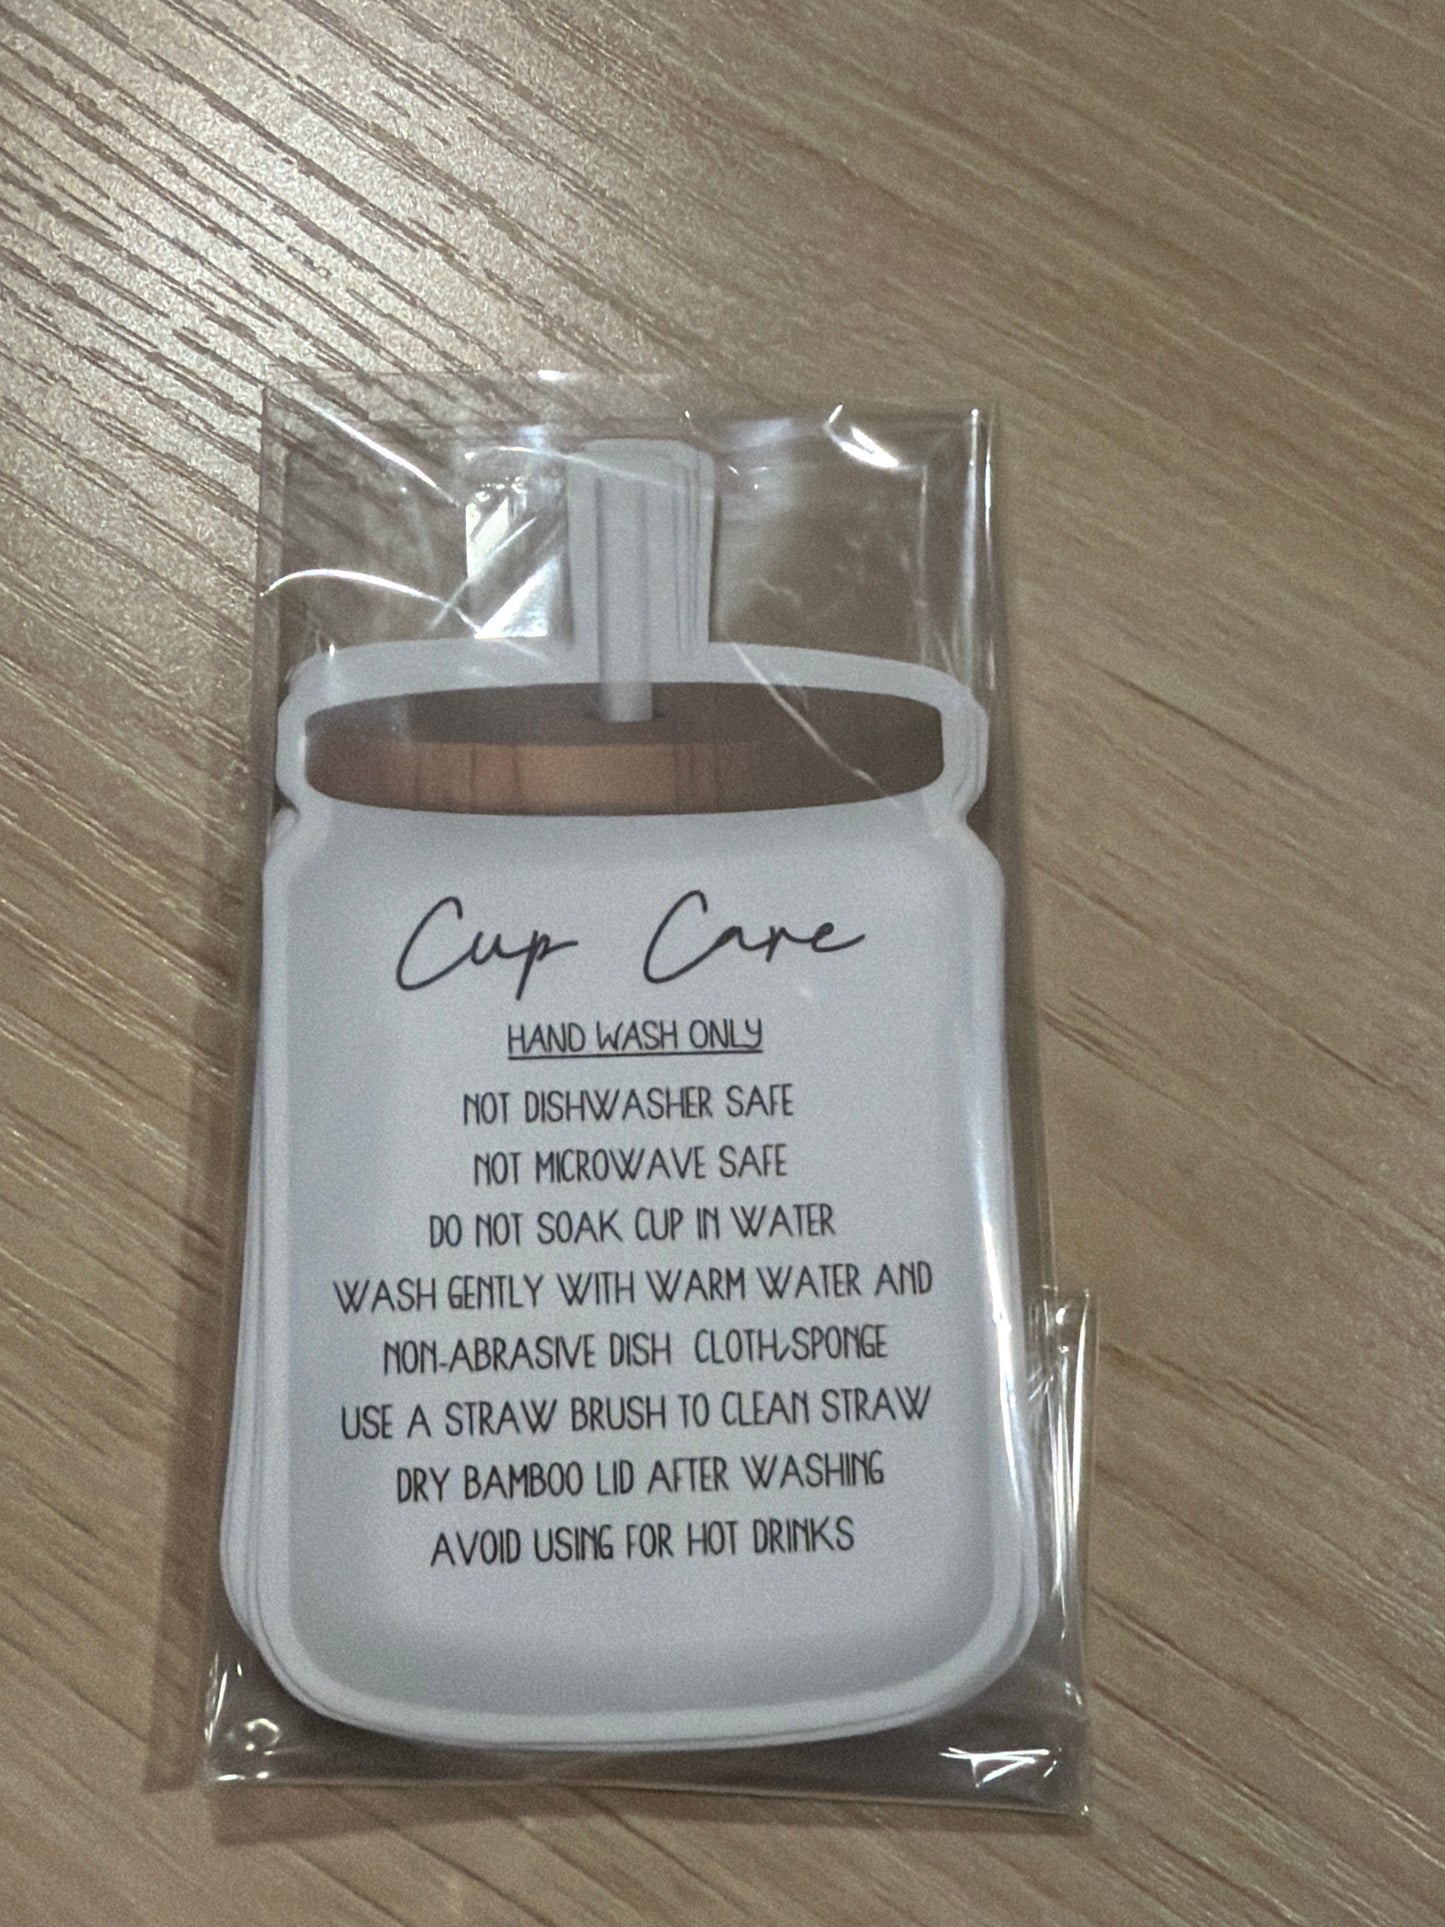 Cup Care
HAND WASH ONLY
NOT DISHWASHER SAFE
NOT MICROWAVE SAFE
DO NOT SOAK CUP IN WATER
WASH GENTLY WITH WARM WATER AND
NON-ABRASIVE DISH CLOTH/SPONGE
USE A STRAW BRUSH TO CLEAN STRAW
DRY BAMBOO LID AFTER WASHING
AVOID USING FOR HOT DRINKS